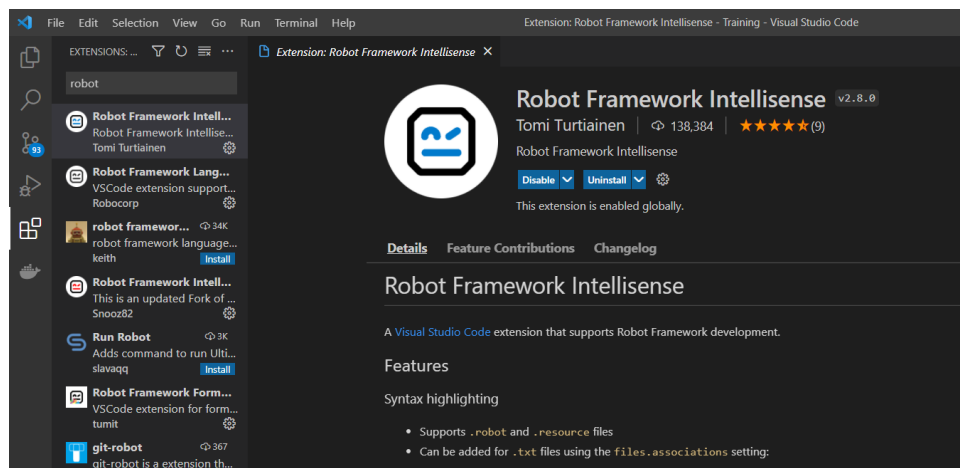 File Edit Selection View Go Run Terminal Help
Extension: Robot Framework Intellisense - Training - Visual Studio Code
EXTENSIONS: ...
robot
Robot Framework Intell...
Robot Framework Intellise...
Tomi Turtiainen
Robot Framework Lang...
VSCode extension support...
Robocorp
robot framewor... 34K
robot framework language...
keith Install
Robot Framework Intell...
This is an updated Fork of ...
Snooz82
Run Robot 3K
Adds command to run Ulti...
slavaqq Install
Robot Framework Form...
VSCode extension for form...
tumit
git-robot 367
git-robot is a extension th...
93
Extension: Robot Framework Intellisense
Robot Framework Intellisense v2.8.0
Tomi Turtiainen | 138,384 | (9)
Robot Framework Intellisense
Disable Uninstall
This extension is enabled globally.
Details Feature Contributions Changelog
Robot Framework Intellisense
A Visual Studio Code extension that supports Robot Framework development.
Features
Syntax highlighting
• Supports .robot and .resource files
• Can be added for .txt files using the files.associations setting: